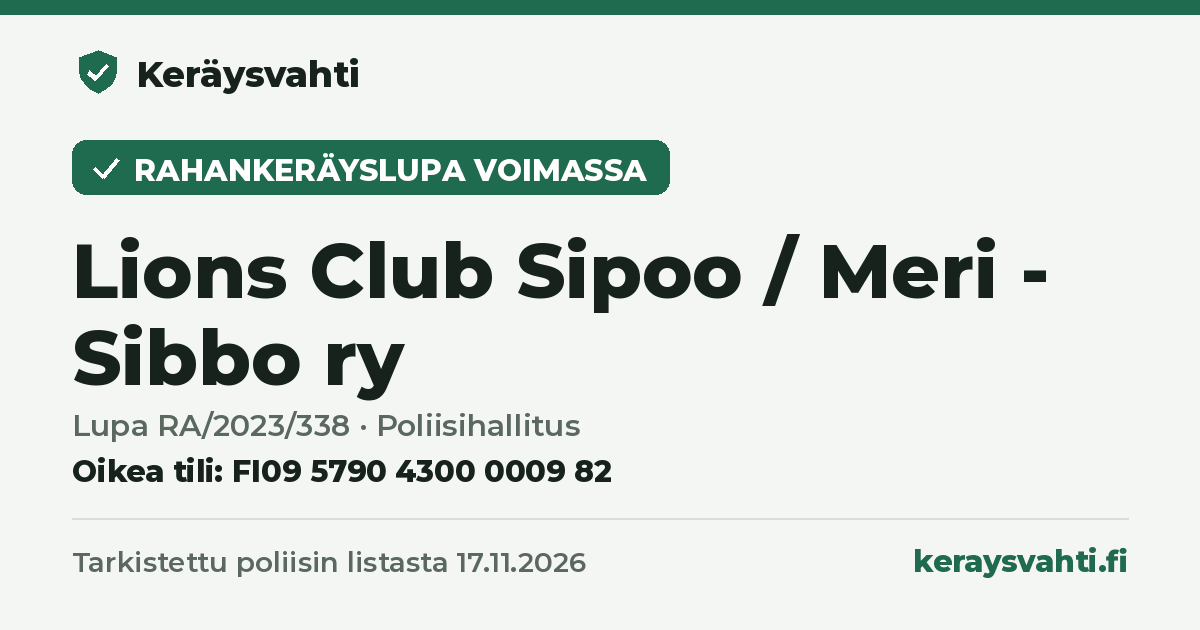 Keräysvahti
RAHANKERÄYSLUPA VOIMASSA
Lions Club Sipoo / Meri -
Sibbo ry
Lupa RA/2023/338 · Poliisihallitus
Oikea tili: FI09 5790 4300 0009 82
Tarkistettu poliisin listasta 17.11.2026
keraysvahti.fi